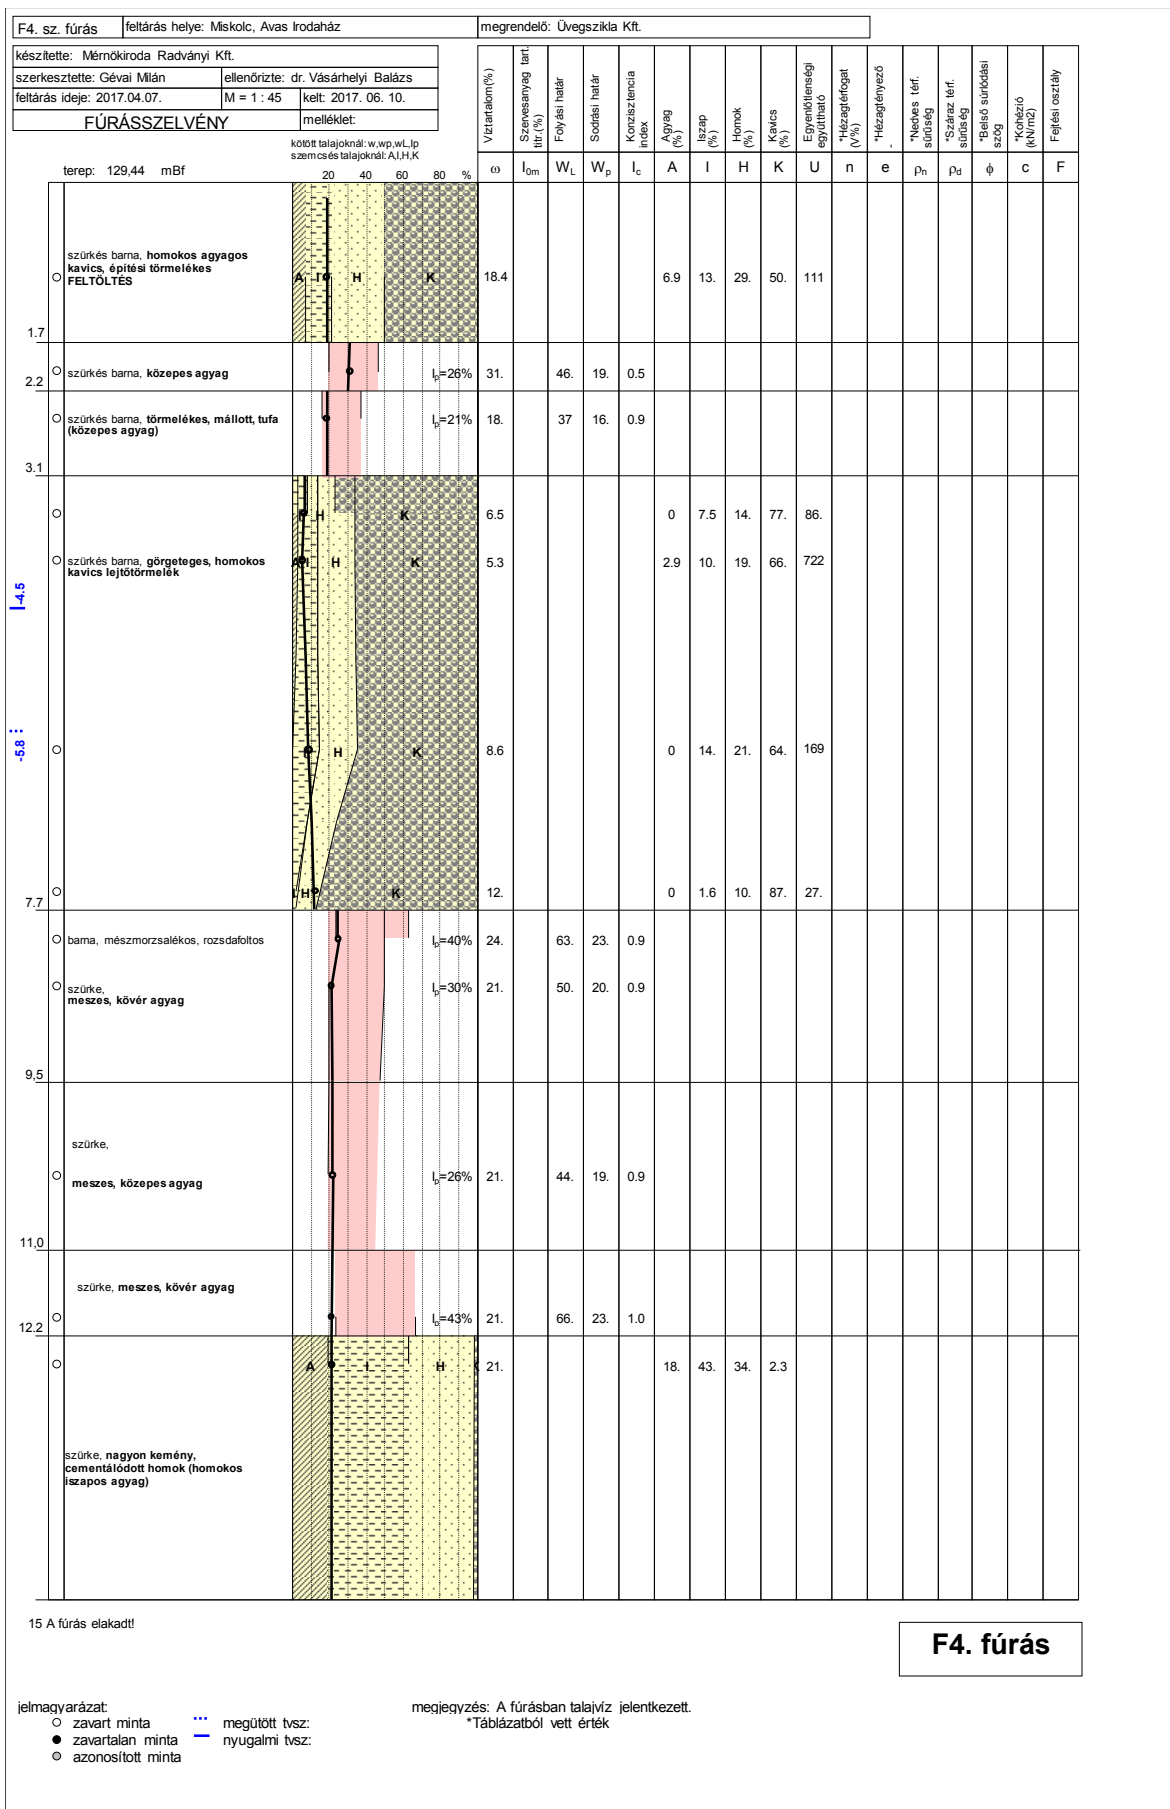 F4. sz. fúrás
feltárás helye: Miskolc, Avas Irodaház
megrendelő: Üvegszikla Kft.
készítette: Mérnökiroda Radványi Kft.
szerkesztette: Gévai Milán
ellenőrizte: dr. Vásárhelyi Balázs
feltárás ideje: 2017.04.07.
M = 1 : 45
kelt: 2017. 06. 10.
FÚRÁSSZELVÉNY
melléklet:
kötött talajoknál: w,wp,wL,Ip
szemcsés talajoknál: A,I,H,K
terep: 129,44 mBf
20 40 60 80 %
Víztartalom(%)
Szervesanyag tart. titr.(%)
Folyási határ
Sodrási határ
Konzisztencia index
Agyag (%)
Iszap (%)
Homok (%)
Kavics (%)
Egyenlőtlenségi együttható
*Hézagtérfogat (V%)
*Hézagtényező -
*Nedves térf. sűrűség
*Száraz térf. sűrűség
*Belső súrlódási szög
*Kohézió (kN/m2)
Fejtési osztály
ω I0m WL Wp Ic A I H K U n e ρn ρd ϕ c F
szürkés barna, homokos agyagos
kavics, építési törmelékes
FELTÖLTÉS
A I H K
18.4 6.9 13. 29. 50. 111
1.7
szürkés barna, közepes agyag
Ip=26% 31. 46. 19. 0.5
2.2
szürkés barna, törmelékes, mállott, tufa
(közepes agyag)
Ip=21% 18. 37 16. 0.9
3.1
I H K
6.5 0 7.5 14. 77. 86.
szürkés barna, görgeteges, homokos
kavics lejtőtörmelék
A I H K
5.3 2.9 10. 19. 66. 722
-4.5
-5.8
I H K
8.6 0 14. 21. 64. 169
I H K
12. 0 1.6 10. 87. 27.
7.7
barna, mészmorzsalékos, rozsdafoltos
Ip=40% 24. 63. 23. 0.9
szürke,
meszes, kövér agyag
Ip=30% 21. 50. 20. 0.9
9,5
szürke,
meszes, közepes agyag
Ip=26% 21. 44. 19. 0.9
11,0
szürke, meszes, kövér agyag
Ip=43% 21. 66. 23. 1.0
12.2
A I H
21. 18. 43. 34. 2.3
szürke, nagyon kemény,
cementálódott homok (homokos
iszapos agyag)
15 A fúrás elakadt!
F4. fúrás
jelmagyarázat:
zavart minta
zavartalan minta
azonosított minta
megütött tvsz:
nyugalmi tvsz:
megjegyzés: A fúrásban talajvíz jelentkezett.
*Táblázatból vett érték